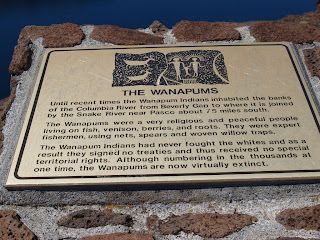 THE WANAPUMS
Until recent times the Wanapum Indians inhabited the banks
of the Columbia River from Beverly Gap to where it is joined
by the Snake River near Pasco about 75 miles south.
The Wanapums were a very religious and peaceful people
living on fish, venison, berries, and roots. They were expert
fishermen, using nets, spears and woven willow traps.
The Wanapum Indians had never fought the whites and as a
result they signed no treaties and thus received no special
territorial rights. Although numbering in the thousands at
one time, the Wanapums are now virtually extinct.